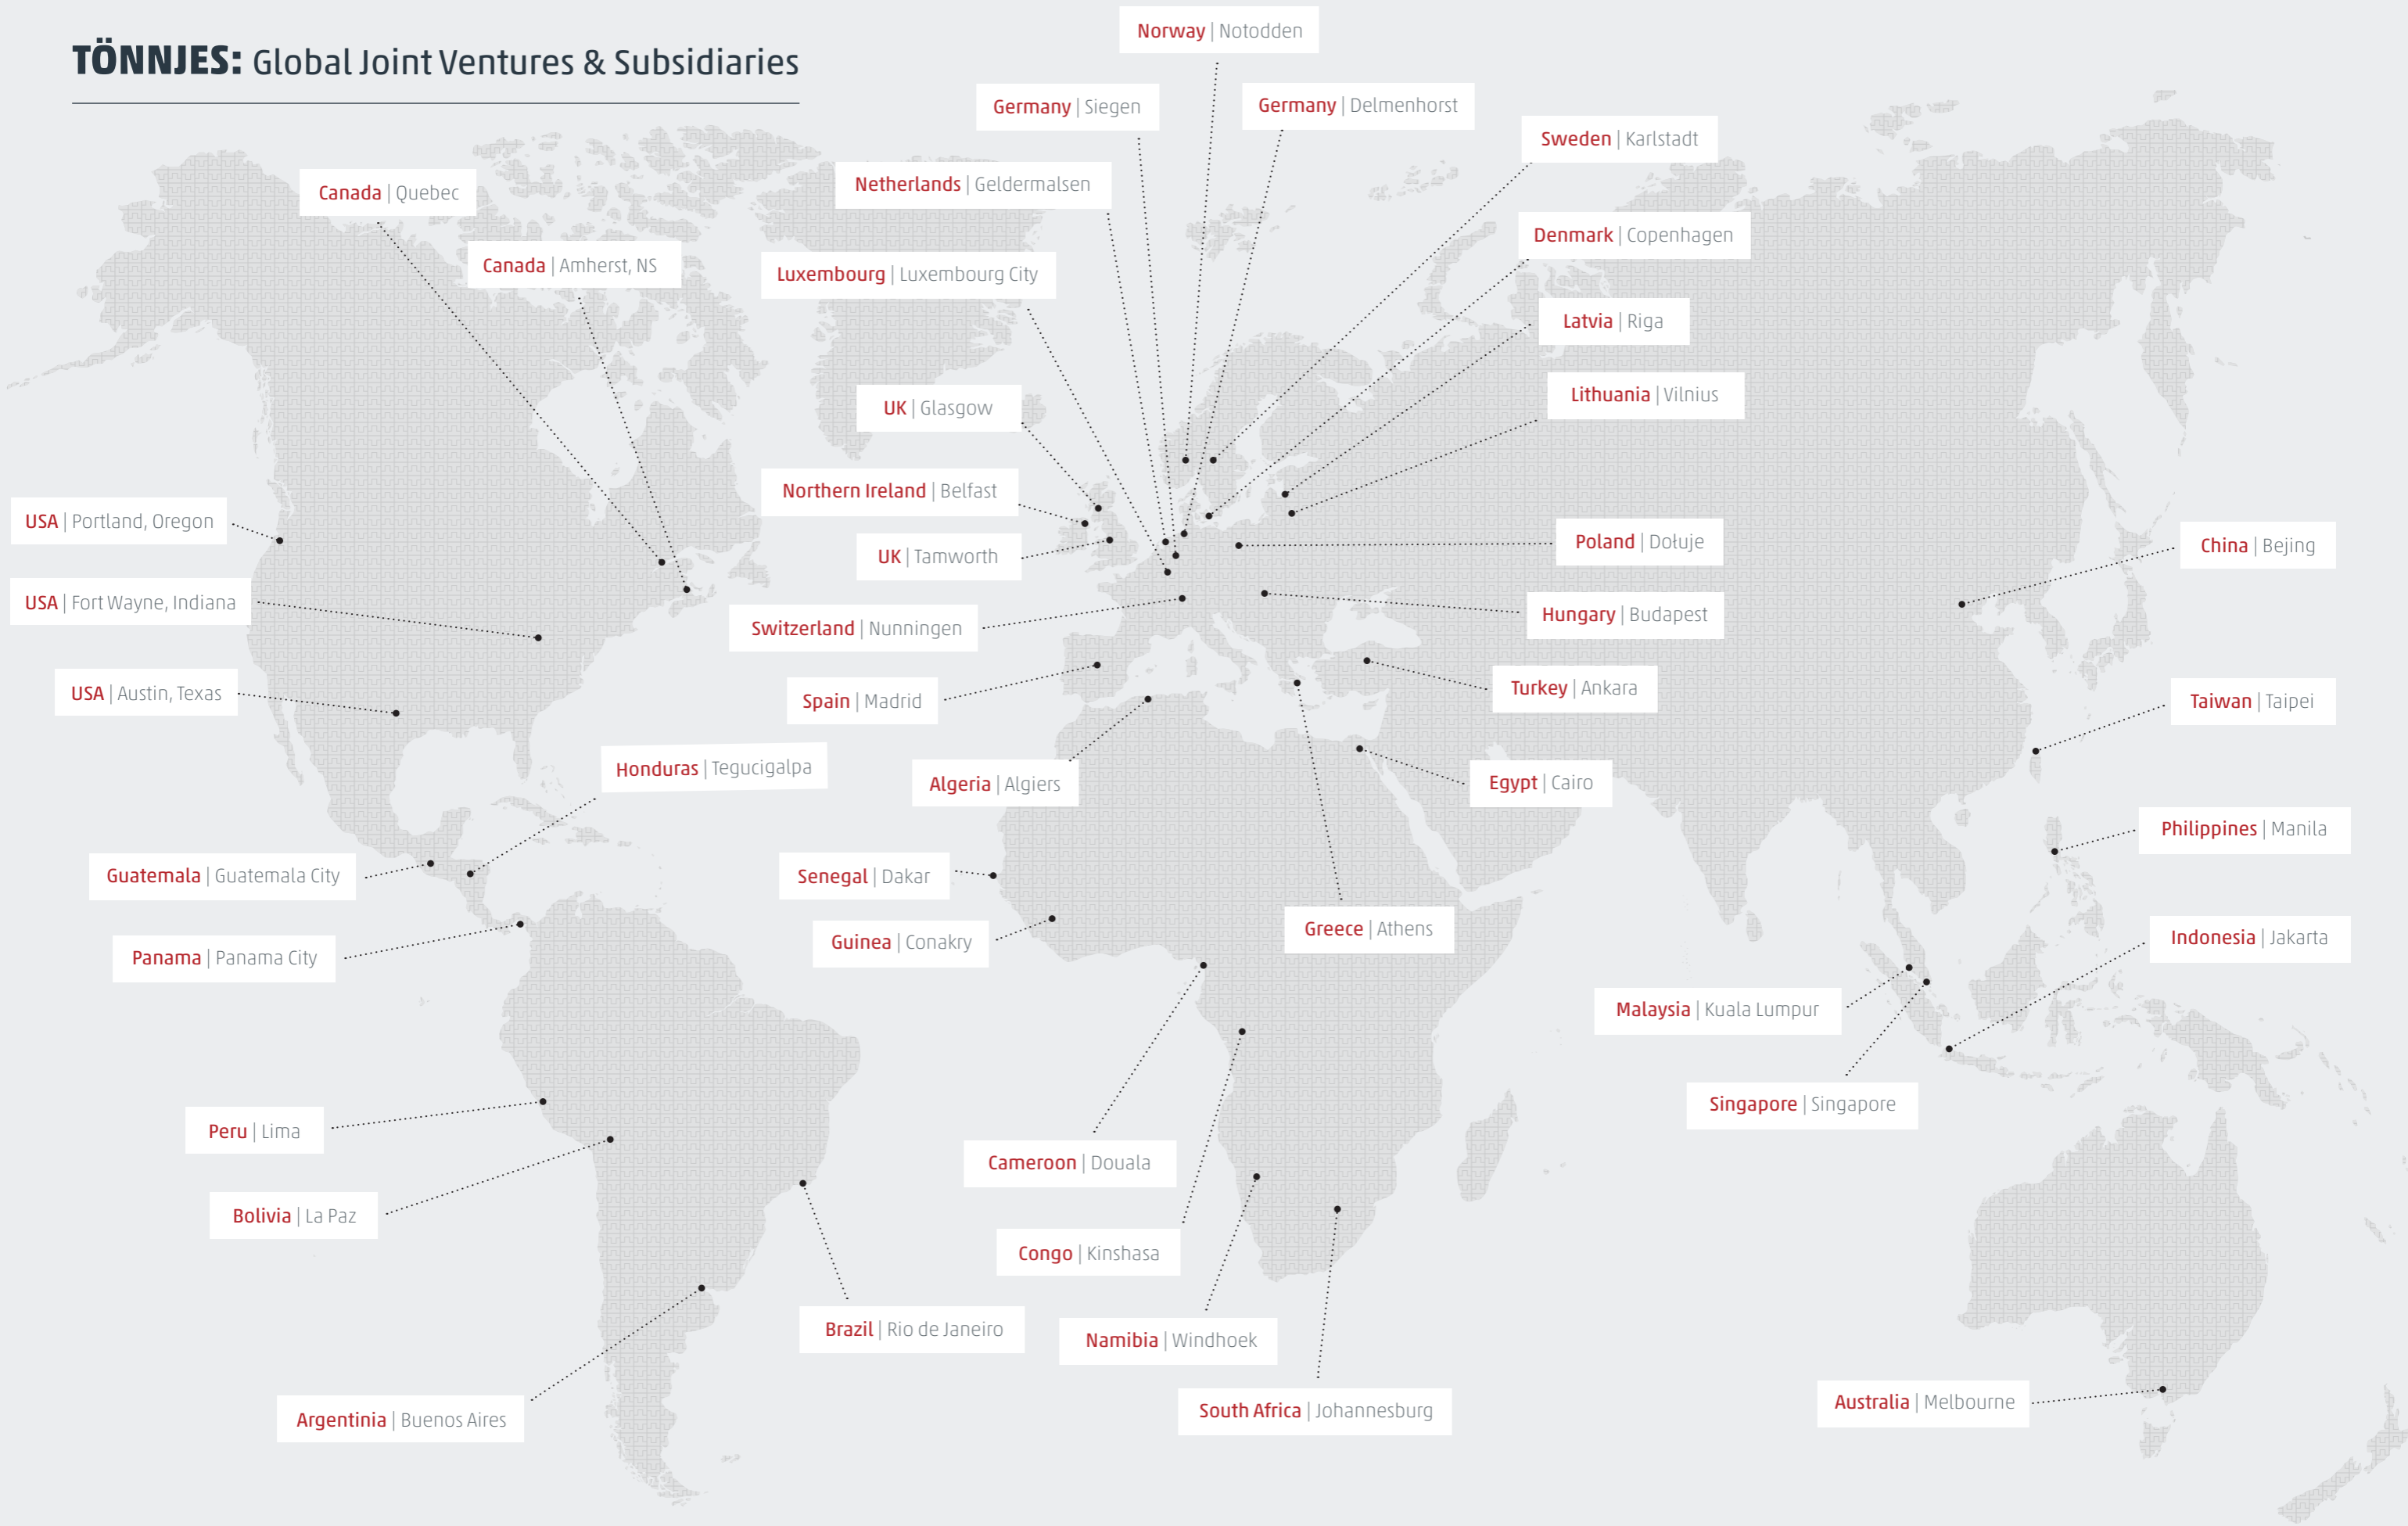 TÖNNJES: Global Joint Ventures & Subsidiaries
Norway | Notodden
Germany | Siegen
Germany | Delmenhorst
Sweden | Karlstadt
Netherlands | Geldermalsen
Canada | Quebec
Denmark | Copenhagen
Canada | Amherst, NS
Luxembourg | Luxembourg City
Latvia | Riga
Lithuania | Vilnius
UK | Glasgow
Northern Ireland | Belfast
USA | Portland, Oregon
Poland | Dołuje
China | Bejing
UK | Tamworth
USA | Fort Wayne, Indiana
Hungary | Budapest
Switzerland | Nunningen
Turkey | Ankara
USA | Austin, Texas
Spain | Madrid
Taiwan | Taipei
Honduras | Tegucigalpa
Algeria | Algiers
Egypt | Cairo
Philippines | Manila
Guatemala | Guatemala City
Senegal | Dakar
Greece | Athens
Indonesia | Jakarta
Guinea | Conakry
Panama | Panama City
Malaysia | Kuala Lumpur
Singapore | Singapore
Peru | Lima
Cameroon | Douala
Bolivia | La Paz
Congo | Kinshasa
Brazil | Rio de Janeiro
Namibia | Windhoek
Australia | Melbourne
South Africa | Johannesburg
Argentinia | Buenos Aires